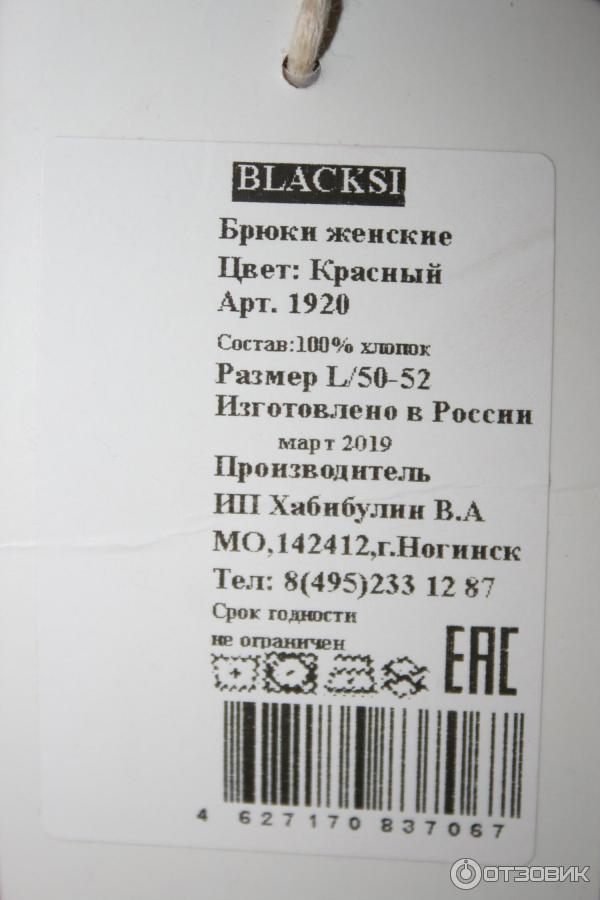 BLACKSI
Брюки женские
Цвет: Красный
Арт. 1920
Состав:100% хлопок
Размер L/50-52
Изготовлено в России
март 2019
Производитель
ИП Хабибулин В.А
МО,142412,г.Ногинск
Тел: 8(495)233 12 87
Срок годности
не ограничен
EAC
4 627170 837067
ОТЗОВИК